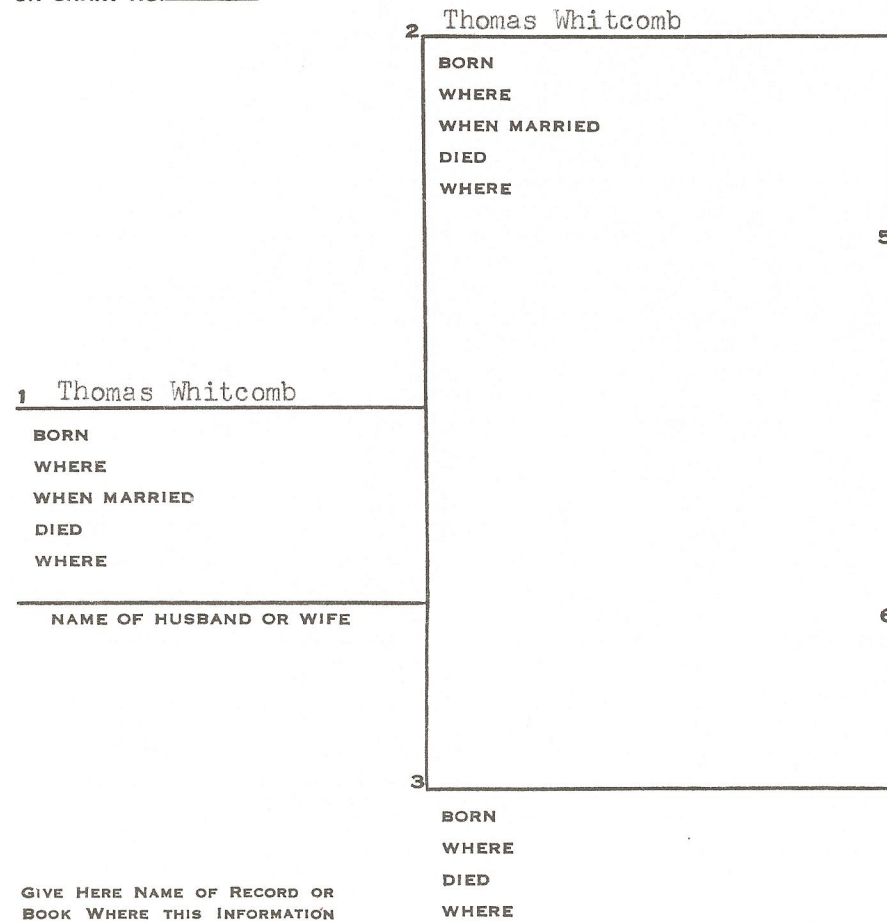 2 Thomas Whitcomb
BORN
WHERE
WHEN MARRIED
DIED
WHERE
5
1 Thomas Whitcomb
BORN
WHERE
WHEN MARRIED
DIED
WHERE
NAME OF HUSBAND OR WIFE
6
3
BORN
WHERE
DIED
WHERE
GIVE HERE NAME OF RECORD OR
BOOK WHERE THIS INFORMATION